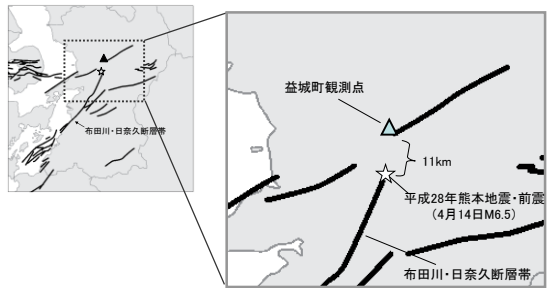 布田川・日奈久断層帯
益城町観測点
11km
平成28年熊本地震・前震
（4月14日M6.5）
布田川・日奈久断層帯